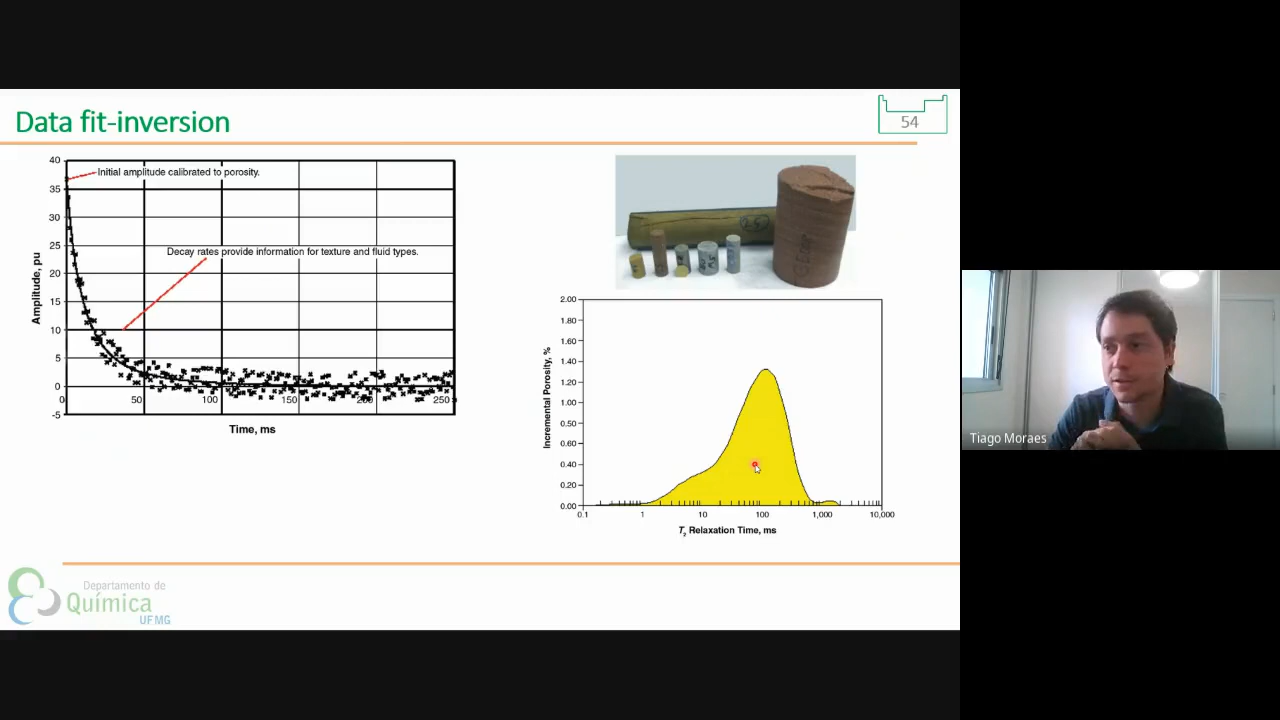 Data fit-inversion
54
40
35
30
25
20
15
10
5
0
-5
Amplitude, pu
Initial amplitude calibrated to porosity.
Decay rates provide information for texture and fluid types.
0 50 100 150 200 250
Time, ms
2.00
1.80
1.60
1.40
1.20
1.00
0.50
0.60
0.40
0.20
0.00
Incremental Porosity, %
0.1 1 10 100 1,000 10,000
T2 Relaxation Time, ms
Tiago Moraes
Departamento de
Química
UFMG